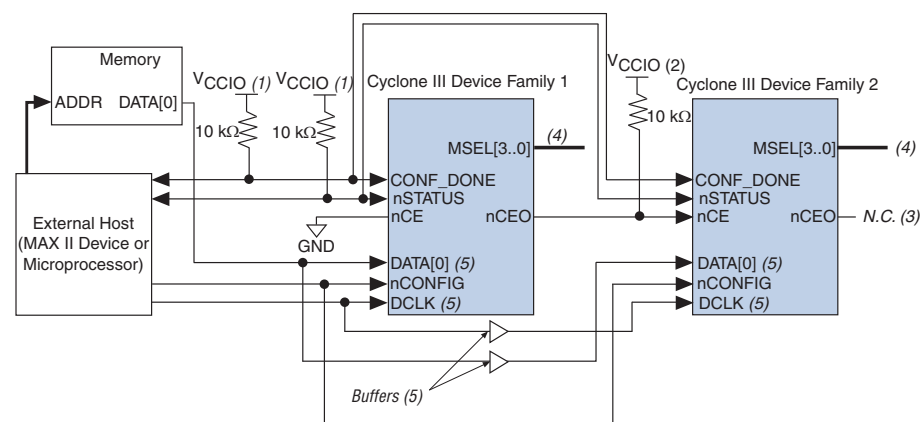 Memory
ADDR DATA[0]
VCCIO (1)
10 kΩ
VCCIO (1)
10 kΩ
Cyclone III Device Family 1
MSEL[3..0]
(4)
CONF_DONE
nSTATUS
nCE nCEO
GND
DATA[0] (5)
nCONFIG
DCLK (5)
VCCIO (2)
10 kΩ
Cyclone III Device Family 2
MSEL[3..0]
(4)
CONF_DONE
nSTATUS
nCE nCEO
N.C. (3)
DATA[0] (5)
nCONFIG
DCLK (5)
External Host
(MAX II Device or
Microprocessor)
Buffers (5)